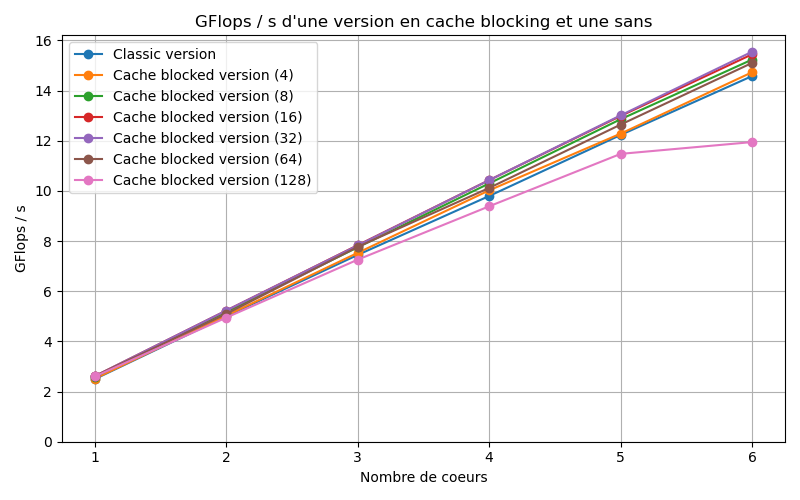 GFlops / s d'une version en cache blocking et une sans
16
14
12
10
8
6
4
2
0
GFlops / s
Classic version
Cache blocked version (4)
Cache blocked version (8)
Cache blocked version (16)
Cache blocked version (32)
Cache blocked version (64)
Cache blocked version (128)
1 2 3 4 5 6
Nombre de coeurs